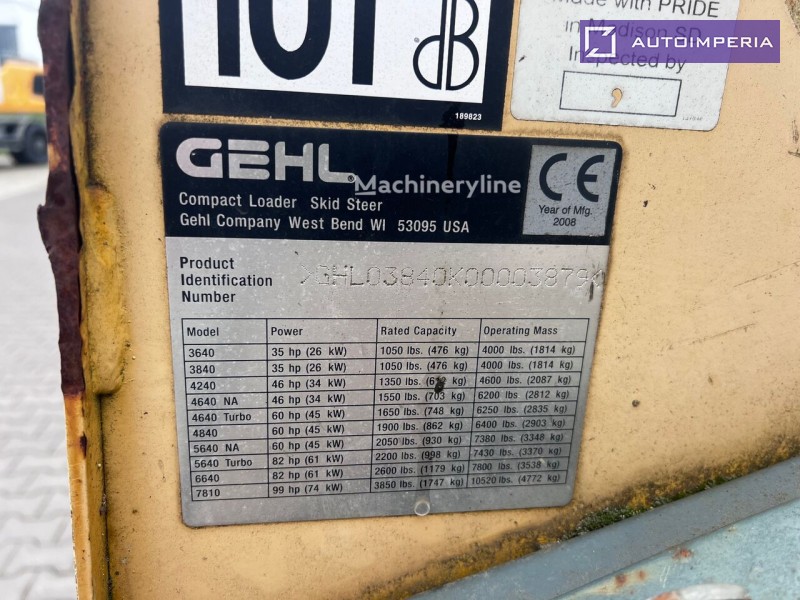 101 dB
189823
Made with PRIDE
in Madison SD
Inspected by
9
AUTOIMPERIA
GEHL
Machineryline
Compact Loader Skid Steer
Gehl Company West Bend WI 53095 USA
CE
Year of Mfg.
2008
Product
Identification
Number
GHL03840K00003879
Model Power Rated Capacity Operating Mass
3640 35 hp (26 kW) 1050 lbs. (476 kg) 4000 lbs. (1814 kg)
3840 35 hp (26 kW) 1050 lbs. (476 kg) 4000 lbs. (1814 kg)
4240 46 hp (34 kW) 1350 lbs. kg) 4600 lbs. (2087 kg)
4640 NA 46 hp (34 kW) 1550 lbs. (703 kg) 6200 lbs. (2812 kg)
4640 Turbo 60 hp (45 kW) 1650 lbs. (748 kg) 6250 lbs. (2835 kg)
4840 60 hp (45 kW) 1900 lbs. (862 kg) 6400 lbs. (2903 kg)
5640 NA 60 hp (45 kW) 2050 lbs. (930 kg) 7380 lbs. (3348 kg)
5640 Turbo 82 hp (61 kW) 2200 lbs. (998 kg) 7430 lbs. (3370 kg)
6640 82 hp (61 kW) 2600 lbs. (1179 kg) 7800 lbs. (3538 kg)
7810 99 hp (74 kW) 3850 lbs. (1747 kg) 10520 lbs. (4772 kg)